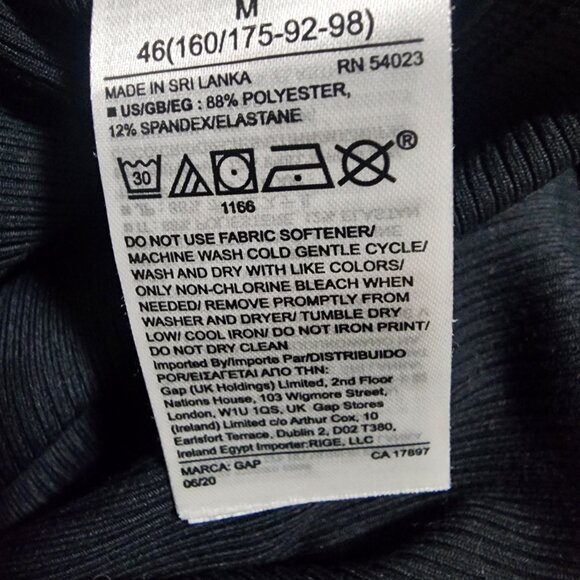 M
46(160/175-92-98)
RN 54023
MADE IN SRI LANKA
US/GB/EG : 88% POLYESTER,
12% SPANDEX/ELASTANE
30
®
1166
DO NOT USE FABRIC SOFTENER/
MACHINE WASH COLD GENTLE CYCLE/
WASH AND DRY WITH LIKE COLORS/
ONLY NON-CHLORINE BLEACH WHEN
NEEDED/ REMOVE PROMPTLY FROM
WASHER AND DRYER/ TUMBLE DRY
LOW/ COOL IRON/ DO NOT IRON PRINT/
DO NOT DRY CLEAN
Imported By/Importe Par/DISTRIBUIDO
POR/ΕΙΣΑΓΕΤΑΙ ΑΠΟ ΤΗΝ:
Gap (UK Holdings) Limited, 2nd Floor
Nations House, 103 Wigmore Street,
London, W1U 1QS, UK Gap Stores
(Ireland) Limited c/o Arthur Cox, 10
Earlsfort Terrace, Dublin 2, D02 T380,
Ireland Egypt Importer:RIGE, LLC
MARCA: GAP
CA 17897
06/20